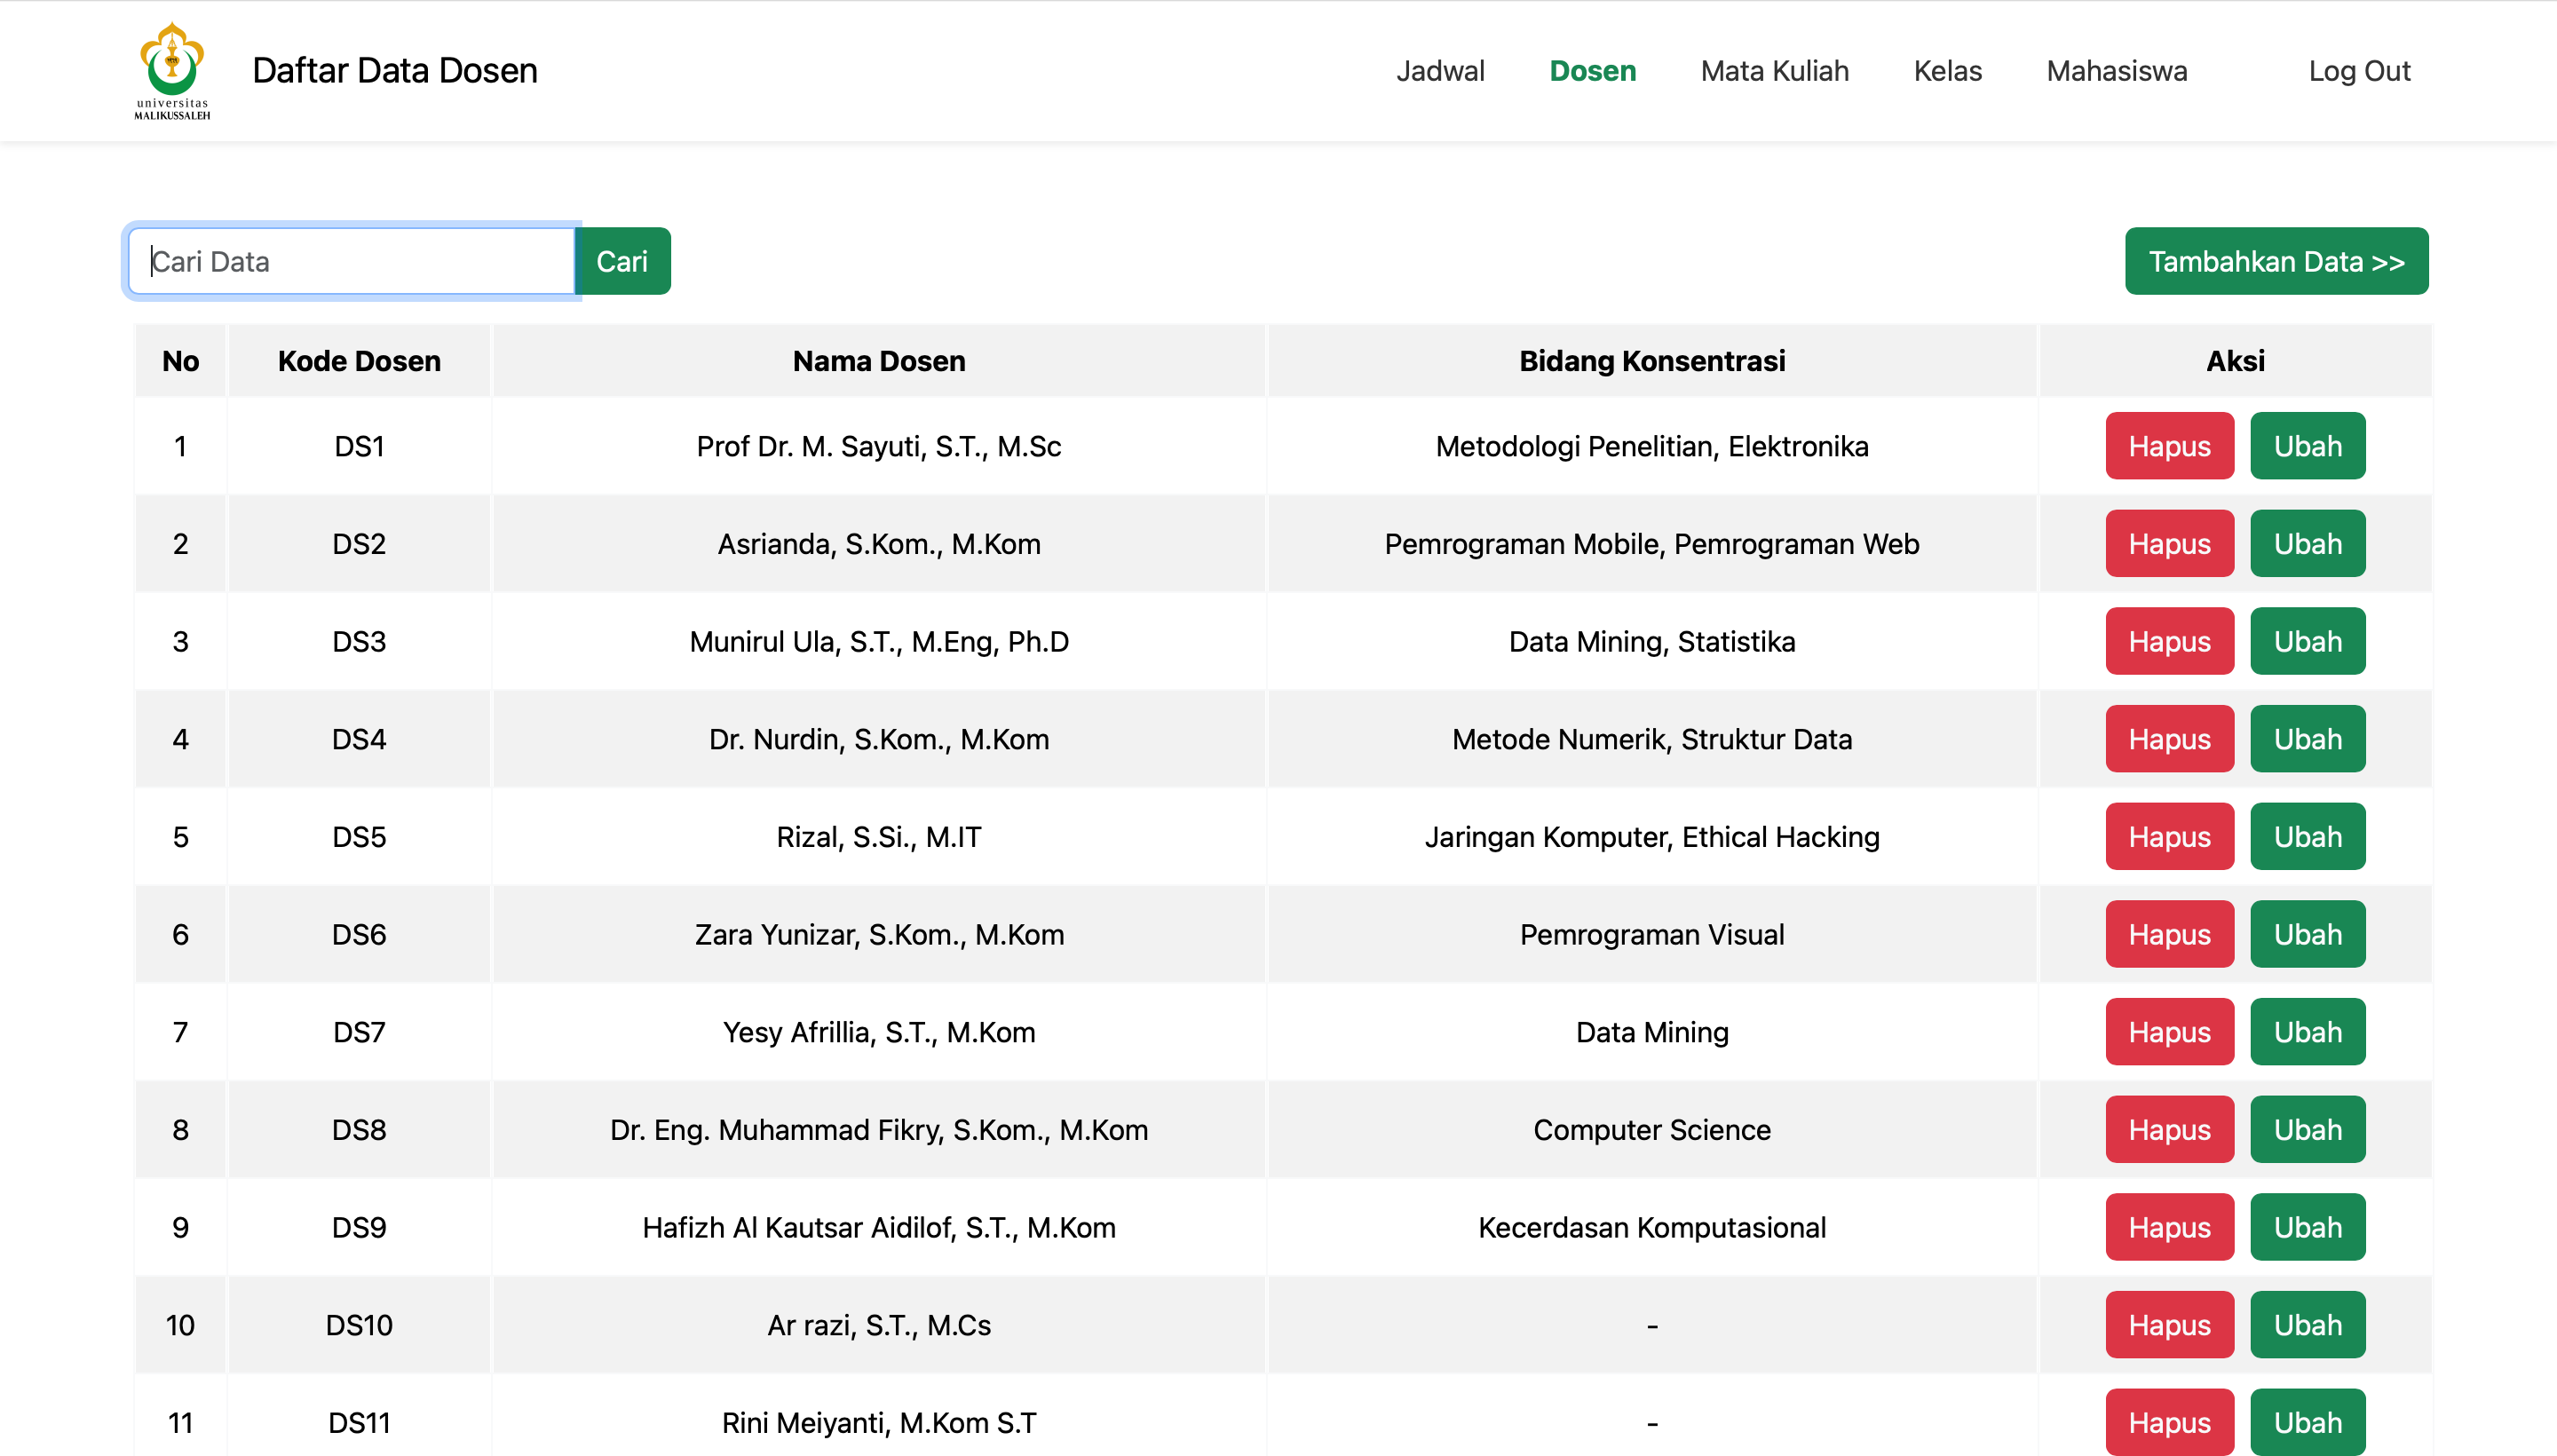 universitas
MALIKUSSALEH
Daftar Data Dosen
Jadwal Dosen Mata Kuliah Kelas Mahasiswa Log Out
Cari Data Cari Tambahkan Data >>
No Kode Dosen Nama Dosen Bidang Konsentrasi Aksi
1 DS1 Prof Dr. M. Sayuti, S.T., M.Sc Metodologi Penelitian, Elektronika Hapus Ubah
2 DS2 Asrianda, S.Kom., M.Kom Pemrograman Mobile, Pemrograman Web Hapus Ubah
3 DS3 Munirul Ula, S.T., M.Eng, Ph.D Data Mining, Statistika Hapus Ubah
4 DS4 Dr. Nurdin, S.Kom., M.Kom Metode Numerik, Struktur Data Hapus Ubah
5 DS5 Rizal, S.Si., M.IT Jaringan Komputer, Ethical Hacking Hapus Ubah
6 DS6 Zara Yunizar, S.Kom., M.Kom Pemrograman Visual Hapus Ubah
7 DS7 Yesy Afrillia, S.T., M.Kom Data Mining Hapus Ubah
8 DS8 Dr. Eng. Muhammad Fikry, S.Kom., M.Kom Computer Science Hapus Ubah
9 DS9 Hafizh Al Kautsar Aidilof, S.T., M.Kom Kecerdasan Komputasional Hapus Ubah
10 DS10 Ar razi, S.T., M.Cs - Hapus Ubah
11 DS11 Rini Meiyanti, M.Kom S.T - Hapus Ubah